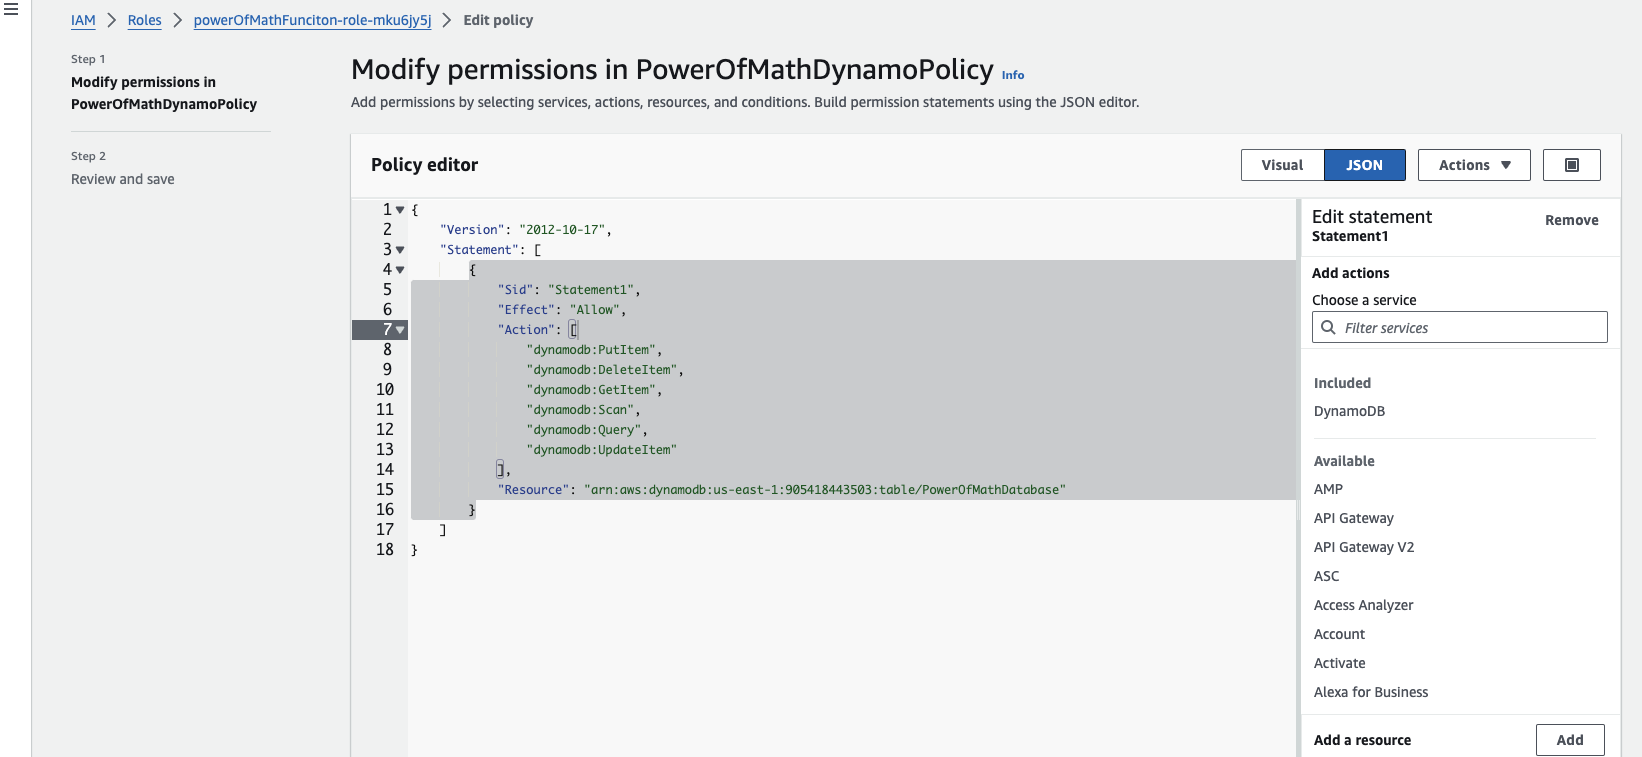 IAM > Roles > powerOfMathFunciton-role-mku6jy5j > Edit policy
Step 1
Modify permissions in
PowerOfMathDynamoPolicy
Step 2
Review and save
Modify permissions in PowerOfMathDynamoPolicy Info
Add permissions by selecting services, actions, resources, and conditions. Build permission statements using the JSON editor.
Policy editor
Visual JSON Actions
1 {
2 "Version": "2012-10-17",
3 "Statement": [
4 {
5 "Sid": "Statement1",
6 "Effect": "Allow",
7 "Action": [
8 "dynamodb:PutItem",
9 "dynamodb:DeleteItem",
10 "dynamodb:GetItem",
11 "dynamodb:Scan",
12 "dynamodb:Query",
13 "dynamodb:UpdateItem"
14 ],
15 "Resource": "arn:aws:dynamodb:us-east-1:905418443503:table/PowerOfMathDatabase"
16 }
17 ]
18 }
Edit statement
Statement1
Remove
Add actions
Choose a service
Filter services
Included
DynamoDB
Available
AMP
API Gateway
API Gateway V2
ASC
Access Analyzer
Account
Activate
Alexa for Business
Add a resource
Add